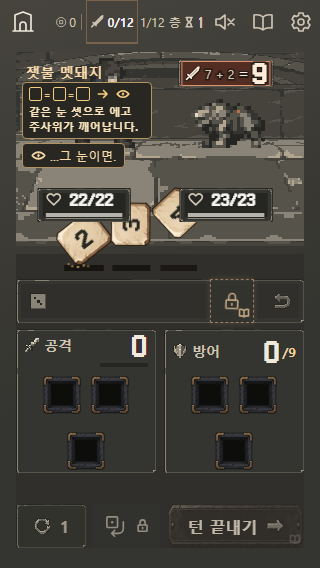 0 0/12 1/12 층 1
잿불 멧돼지
7 + 2 = 9
□=□=□ →
같은 눈 셋으로 에고
주사위가 깨어납니다.
...그 눈이면.
22/22 23/23
2 3
공격 0 방어 0/9
1 턴 끝내기